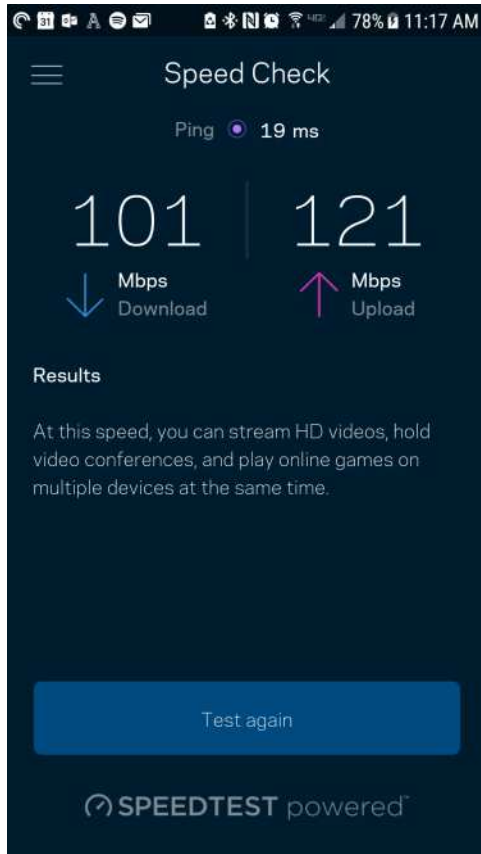 31 78% 11:17 AM
Speed Check
Ping 19 ms
101 121
Mbps Mbps
Download Upload
Results
At this speed, you can stream HD videos, hold
video conferences, and play online games on
multiple devices at the same time.
Test again
SPEEDTEST powered™